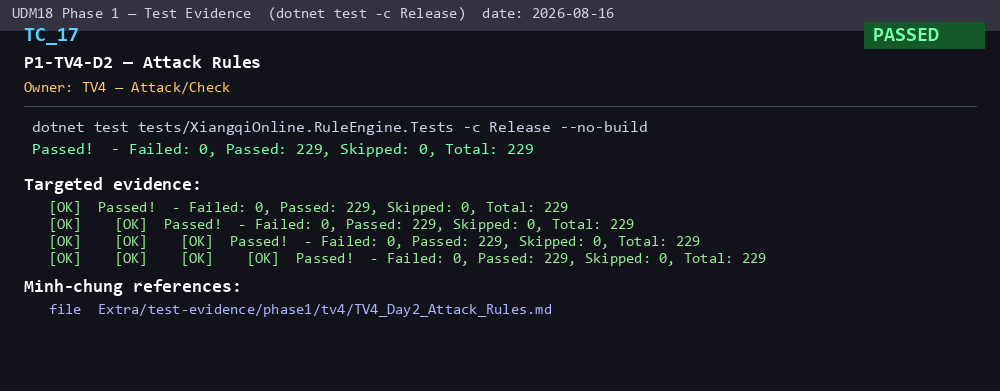 UDM18 Phase 1 — Test Evidence  (dotnet test -c Release)  date: 2026-08-16
TC_17
PASSED
P1-TV4-D2 — Attack Rules
Owner: TV4 — Attack/Check
dotnet test tests/XiangqiOnline.RuleEngine.Tests -c Release --no-build
Passed!  - Failed: 0, Passed: 229, Skipped: 0, Total: 229
Targeted evidence:
[OK]  Passed!  - Failed: 0, Passed: 229, Skipped: 0, Total: 229
[OK]    [OK]  Passed!  - Failed: 0, Passed: 229, Skipped: 0, Total: 229
[OK]    [OK]    [OK]  Passed!  - Failed: 0, Passed: 229, Skipped: 0, Total: 229
[OK]    [OK]    [OK]    [OK]  Passed!  - Failed: 0, Passed: 229, Skipped: 0, Total: 229
Minh-chung references:
file  Extra/test-evidence/phase1/tv4/TV4_Day2_Attack_Rules.md